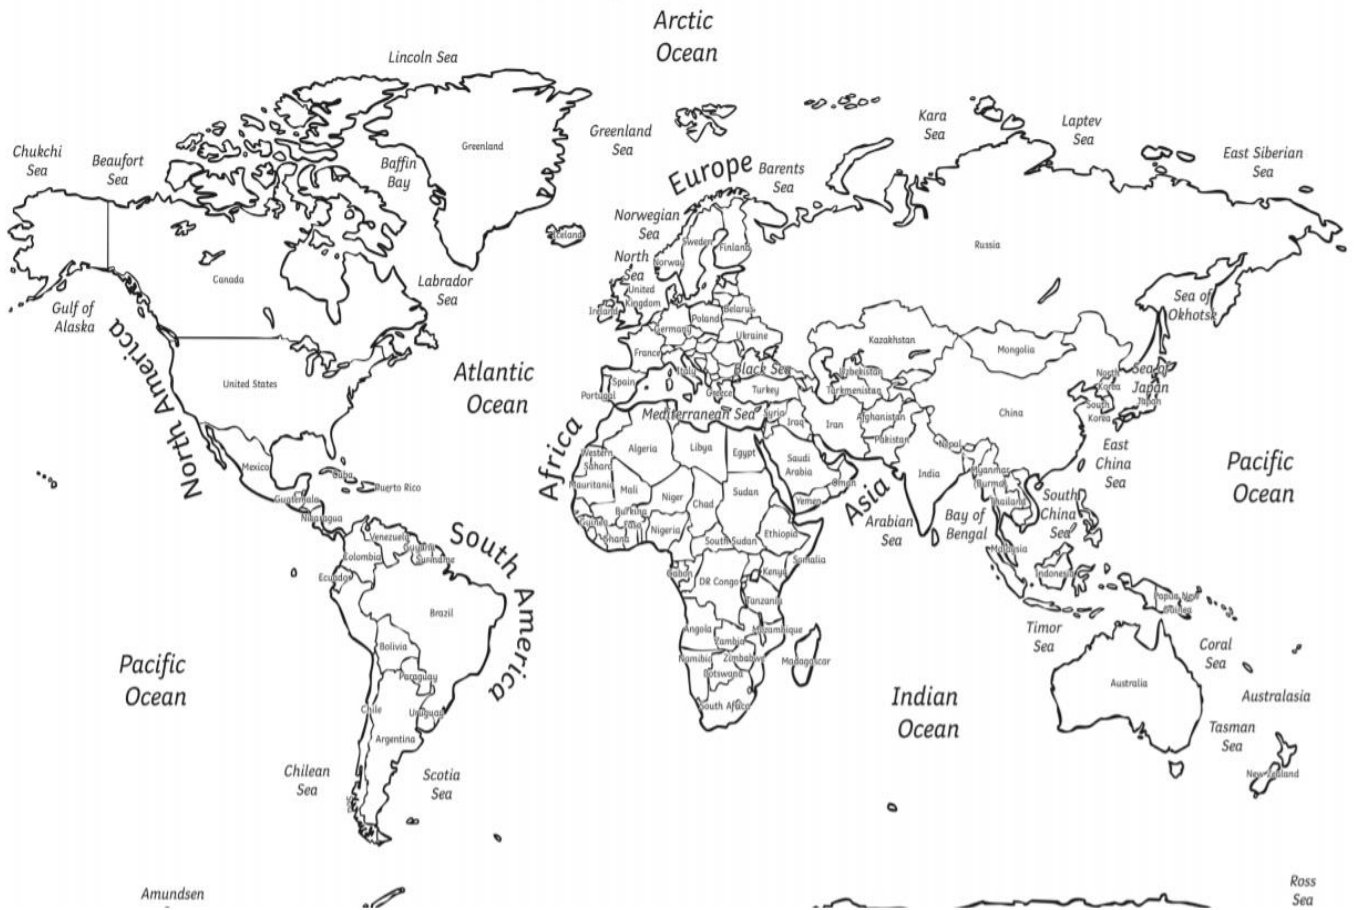 Arctic
Ocean
Lincoln Sea
Greenland
Sea
Kara
Sea
Laptev
Sea
East Siberian
Sea
Chukchi
Sea
Beaufort
Sea
Baffin
Bay
Greenland
Europe
Barents
Sea
Norwegian
Sea
Iceland
Sweden
Finland
Norway
Russia
North
Sea
United
Kingdom
Ireland
Canada
Labrador
Sea
Gulf of
Alaska
Sea of
Okhotsk
Belarus
Poland
Germany
Ukraine
France
Kazakhstan
Mongolia
North America
United States
Atlantic
Ocean
Italy
Black Sea
Uzbekistan
Turkmenistan
North
Korea
Sea of
Japan
Spain
Portugal
Greece
Turkey
South
Korea
Japan
Mediterranean Sea
Syria
Iraq
Iran
Afghanistan
Pakistan
China
Nepal
East
China
Sea
Pacific
Ocean
Africa
Algeria
Libya
Egypt
Saudi
Arabia
Western
Sahara
Mexico
Cuba
Puerto Rico
Mauritania
Mali
Niger
Chad
Sudan
Oman
Yemen
Asia
India
Myanmar
(Burma)
Thailand
South
China
Sea
Arabian
Sea
Bay of
Bengal
Guatemala
Nicaragua
Burkina
Faso
Guinea
Ghana
Nigeria
South Sudan
Ethiopia
Somalia
Venezuela
Guyana
Suriname
Colombia
Ecuador
South America
Gabon
DR Congo
Kenya
Tanzania
Malaysia
Indonesia
Papua New
Guinea
Brazil
Bolivia
Angola
Zambia
Mozambique
Timor
Sea
Coral
Sea
Pacific
Ocean
Paraguay
Namibia
Zimbabwe
Botswana
Madagascar
Indian
Ocean
Australia
Australasia
Chile
Uruguay
South Africa
Argentina
Tasman
Sea
New Zealand
Chilean
Sea
Scotia
Sea
Amundsen
Ross
Sea